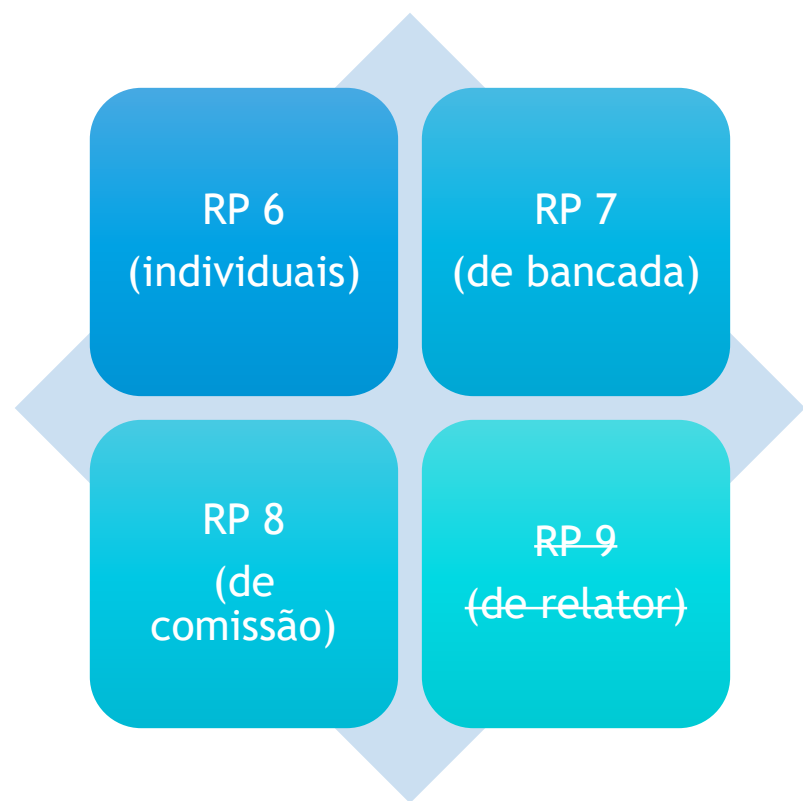 RP 6
(individuais)
RP 7
(de bancada)
RP 8
(de
comissão)
RP 9
(de relator)